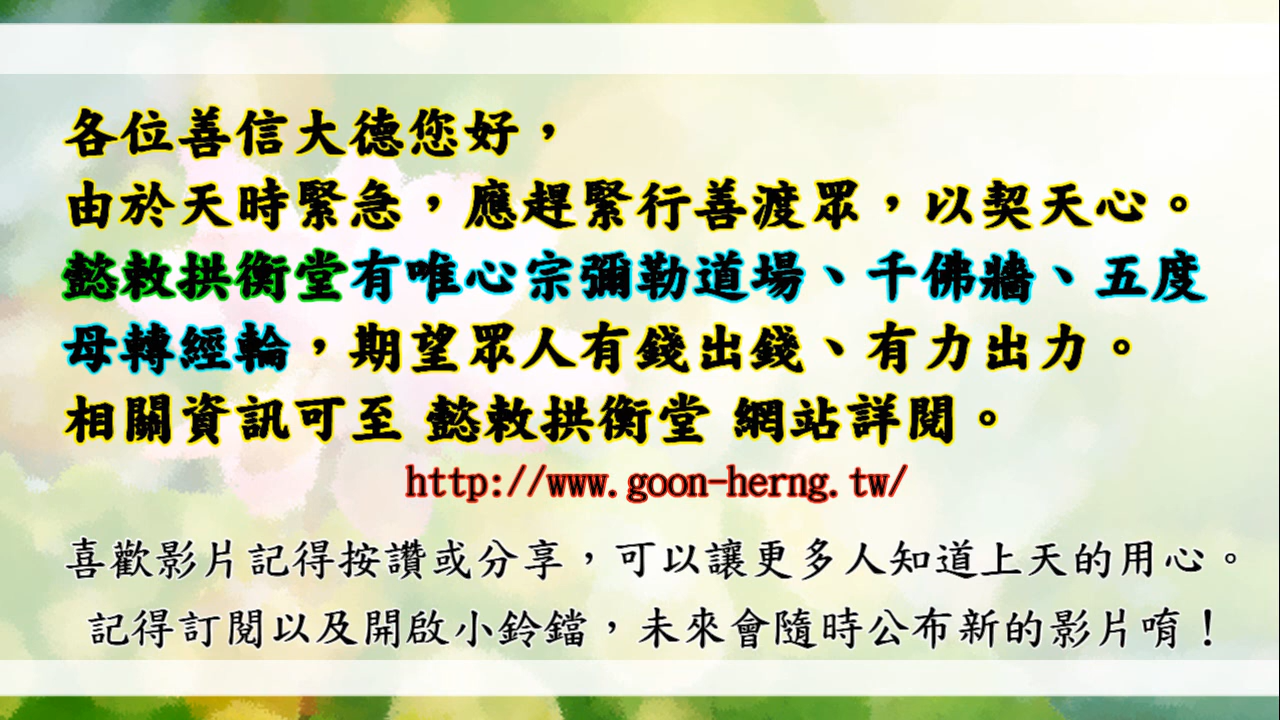 各位善信大德您好，
由於天時緊急，應趕緊行善渡眾，以契天心。
懿敕拱衡堂有唯心宗彌勒道場、千佛牆、五度
母轉經輪，期望眾人有錢出錢、有力出力。
相關資訊可至 懿敕拱衡堂 網站詳閱。
http://www.goon-herng.tw/
喜歡影片記得按讚或分享，可以讓更多人知道上天的用心。
記得訂閱以及開啟小鈴鐺，未來會隨時公布新的影片唷！